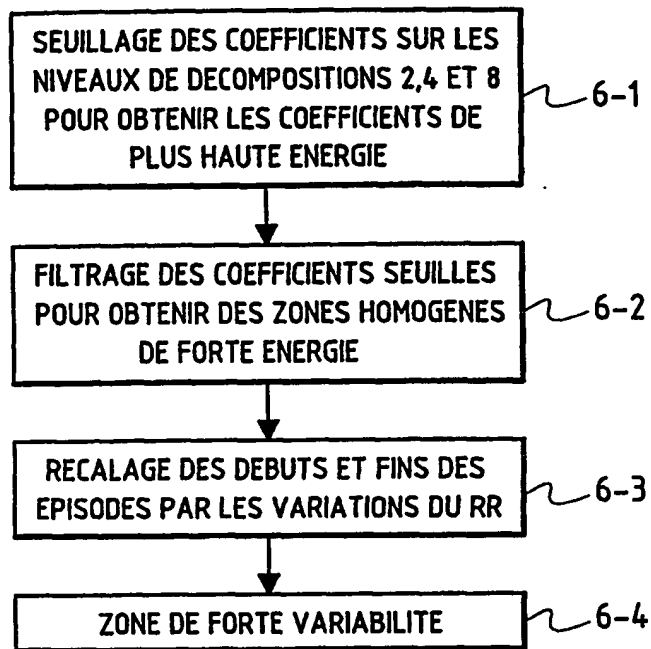 SEUILLAGE DES COEFFICIENTS SUR LES
NIVEAUX DE DECOMPOSITIONS 2,4 ET 8
POUR OBTENIR LES COEFFICIENTS DE
PLUS HAUTE ENERGIE
6-1
FILTRAGE DES COEFFICIENTS SEUILLES
POUR OBTENIR DES ZONES HOMOGENES
DE FORTE ENERGIE
6-2
RECALAGE DES DEBUTS ET FINS DES
EPISODES PAR LES VARIATIONS DU RR
6-3
ZONE DE FORTE VARIABILITE
6-4